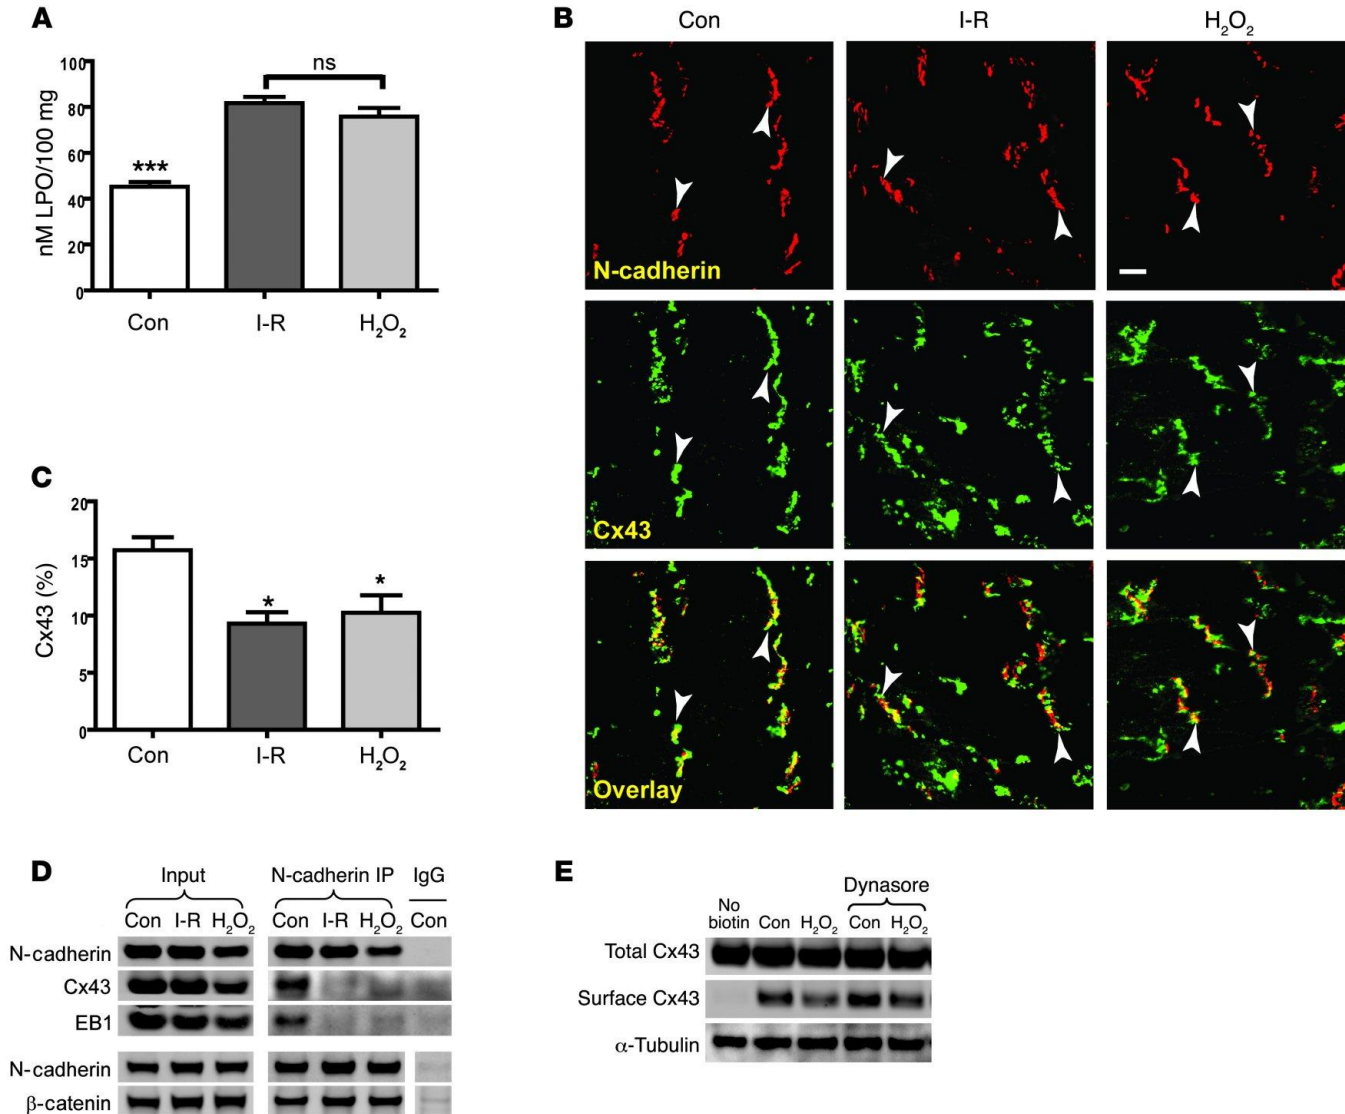 A
nM LPO/100 mg
100
80
60
40
20
0
***
ns
Con I-R H₂O₂
B
Con I-R H₂O₂
N-cadherin
Cx43
Overlay
C
Cx43 (%)
20
15
10
5
0
*
*
Con I-R H₂O₂
D
Input N-cadherin IP IgG
Con I-R H₂O₂ Con I-R H₂O₂ Con
N-cadherin
Cx43
EB1
N-cadherin
β-catenin
E
Dynasore
No biotin Con H₂O₂ Con H₂O₂
Total Cx43
Surface Cx43
α-Tubulin